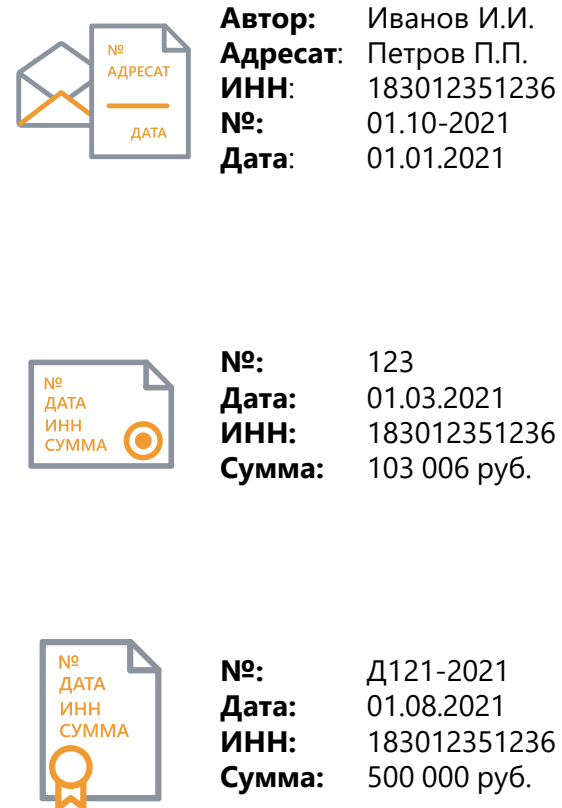 №
АДРЕСАТ
ДАТА
Автор: Иванов И.И.
Адресат: Петров П.П.
ИНН: 183012351236
№: 01.10-2021
Дата: 01.01.2021
№
ДАТА
ИНН
СУММА
№: 123
Дата: 01.03.2021
ИНН: 183012351236
Сумма: 103 006 руб.
№
ДАТА
ИНН
СУММА
№: Д121-2021
Дата: 01.08.2021
ИНН: 183012351236
Сумма: 500 000 руб.